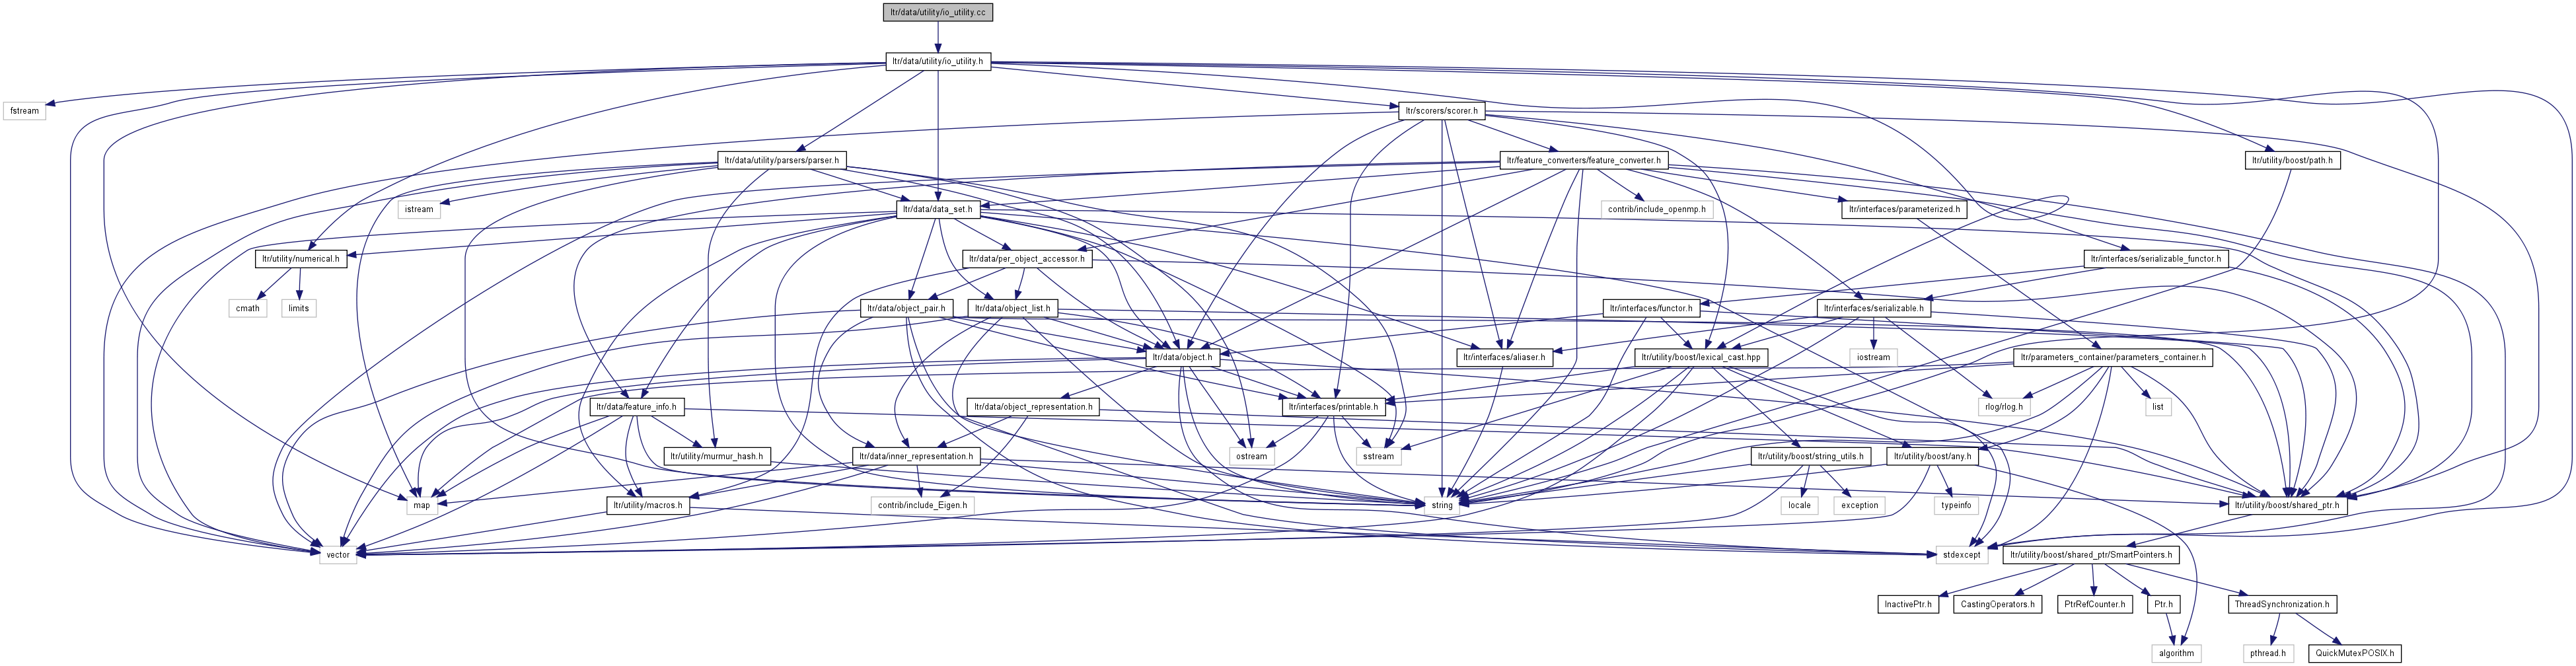 ltr/data/utility/io_utility.cc
ltr/data/utility/io_utility.h
fstream
ltr/scorers/scorer.h
ltr/data/utility/parsers/parser.h
ltr/feature_converters/feature_converter.h
ltr/utility/boost/path.h
istream
ltr/data/data_set.h
contrib/include_openmp.h
ltr/interfaces/parameterized.h
ltr/utility/numerical.h
ltr/data/per_object_accessor.h
ltr/interfaces/serializable_functor.h
cmath
limits
ltr/data/object_pair.h
ltr/data/object_list.h
ltr/interfaces/functor.h
ltr/interfaces/serializable.h
ltr/data/object.h
ltr/interfaces/aliaser.h
ltr/utility/boost/lexical_cast.hpp
iostream
ltr/parameters_container/parameters_container.h
ltr/data/feature_info.h
ltr/data/object_representation.h
ltr/interfaces/printable.h
rlog/rlog.h
list
ltr/utility/murmur_hash.h
ltr/data/inner_representation.h
ostream
sstream
ltr/utility/boost/string_utils.h
ltr/utility/boost/any.h
map
ltr/utility/macros.h
contrib/include_Eigen.h
string
locale
exception
typeinfo
ltr/utility/boost/shared_ptr.h
vector
stdexcept
ltr/utility/boost/shared_ptr/SmartPointers.h
InactivePtr.h
CastingOperators.h
PtrRefCounter.h
Ptr.h
ThreadSynchronization.h
algorithm
pthread.h
QuickMutexPOSIX.h